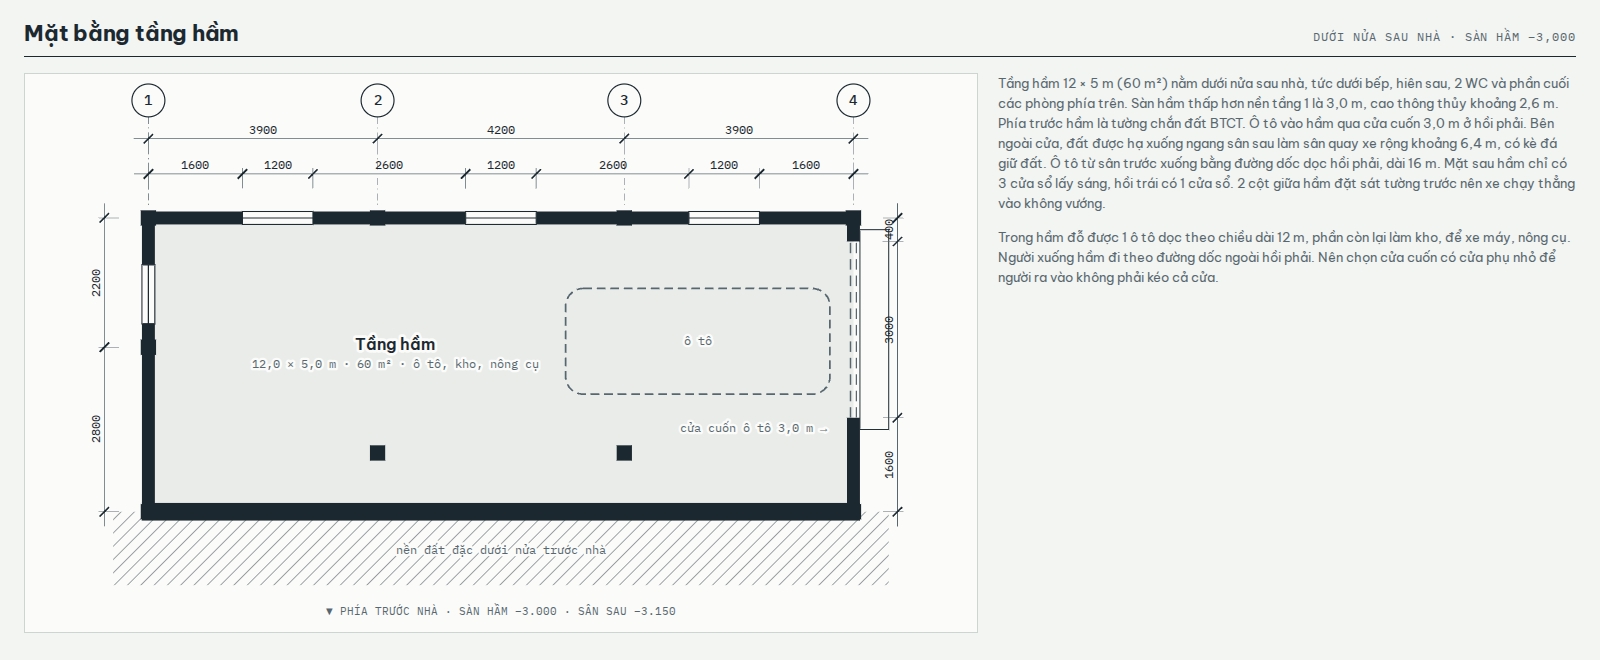 Mặt bằng tầng hầm
DƯỚI NỬA SAU NHÀ · SÀN HẦM −3,000
1 2 3 4
3900 4200 3900
1600 1200 2600 1200 2600 1200 1600
400
2200
3000
2800
1600
ô tô
Tầng hầm
12,0 × 5,0 m · 60 m² · ô tô, kho, nông cụ
cửa cuốn ô tô 3,0 m →
nền đất đặc dưới nửa trước nhà
▼ PHÍA TRƯỚC NHÀ · SÀN HẦM −3.000 · SÂN SAU −3.150
Tầng hầm 12 × 5 m (60 m²) nằm dưới nửa sau nhà, tức dưới bếp, hiên sau, 2 WC và phần cuối
các phòng phía trên. Sàn hầm thấp hơn nền tầng 1 là 3,0 m, cao thông thủy khoảng 2,6 m.
Phía trước hầm là tường chắn đất BTCT. Ô tô vào hầm qua cửa cuốn 3,0 m ở hồi phải. Bên
ngoài cửa, đất được hạ xuống ngang sân sau làm sân quay xe rộng khoảng 6,4 m, có kè đá
giữ đất. Ô tô từ sân trước xuống bằng đường dốc dọc hồi phải, dài 16 m. Mặt sau hầm chỉ có
3 cửa sổ lấy sáng, hồi trái có 1 cửa sổ. 2 cột giữa hầm đặt sát tường trước nên xe chạy thẳng
vào không vướng.
Trong hầm đỗ được 1 ô tô dọc theo chiều dài 12 m, phần còn lại làm kho, để xe máy, nông cụ.
Người xuống hầm đi theo đường dốc ngoài hồi phải. Nên chọn cửa cuốn có cửa phụ nhỏ để
người ra vào không phải kéo cả cửa.